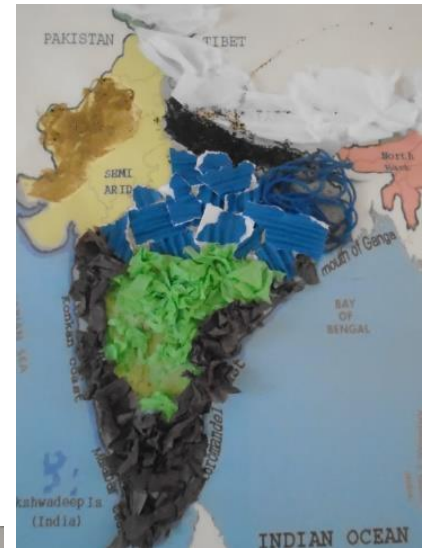 PAKISTAN
TIBET
SEMI
ARID
North
mouth of Ganga
BAY
OF
BENGAL
Konkan coast
kshwadeep Is
(India)
INDIAN OCEAN